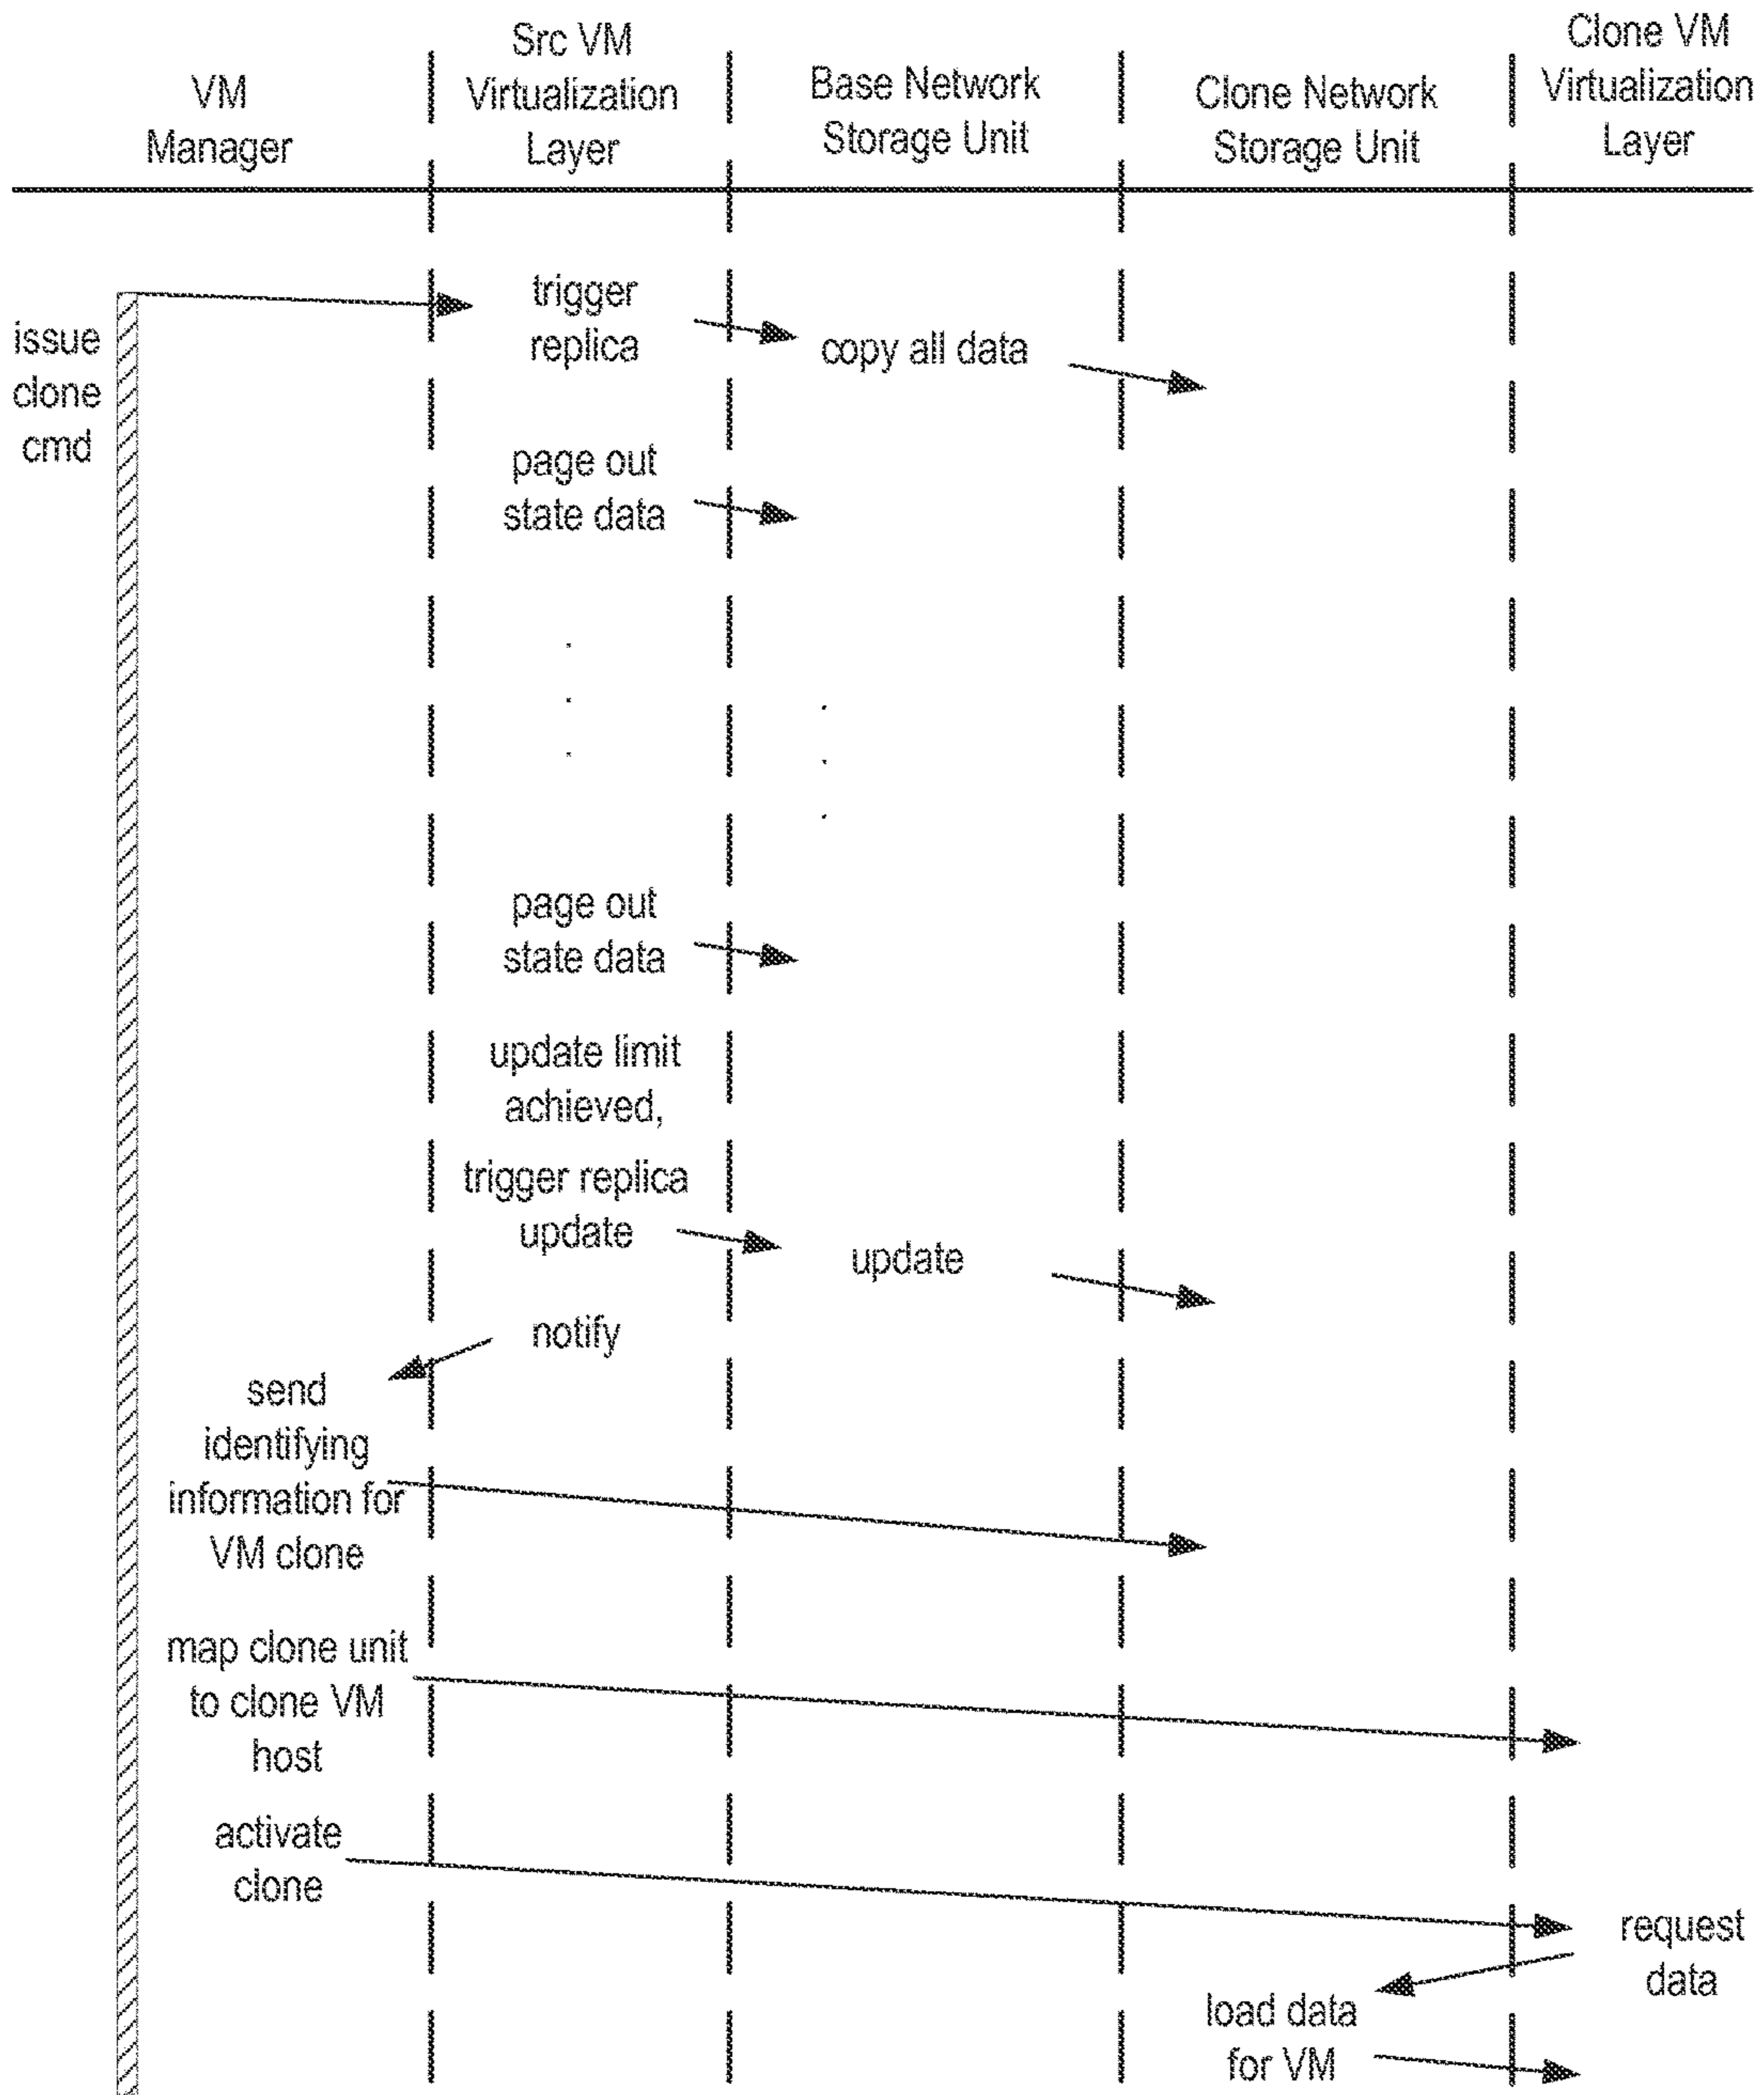 VM
Manager
Src VM
Virtualization
Layer
Base Network
Storage Unit
Clone Network
Storage Unit
Clone VM
Virtualization
Layer
issue
clone
cmd
trigger
replica
copy all data
page out
state data
page out
state data
update limit
achieved,
trigger replica
update
update
notify
send
identifying
information for
VM clone
map clone unit
to clone VM
host
activate
clone
request
data
load data
for VM